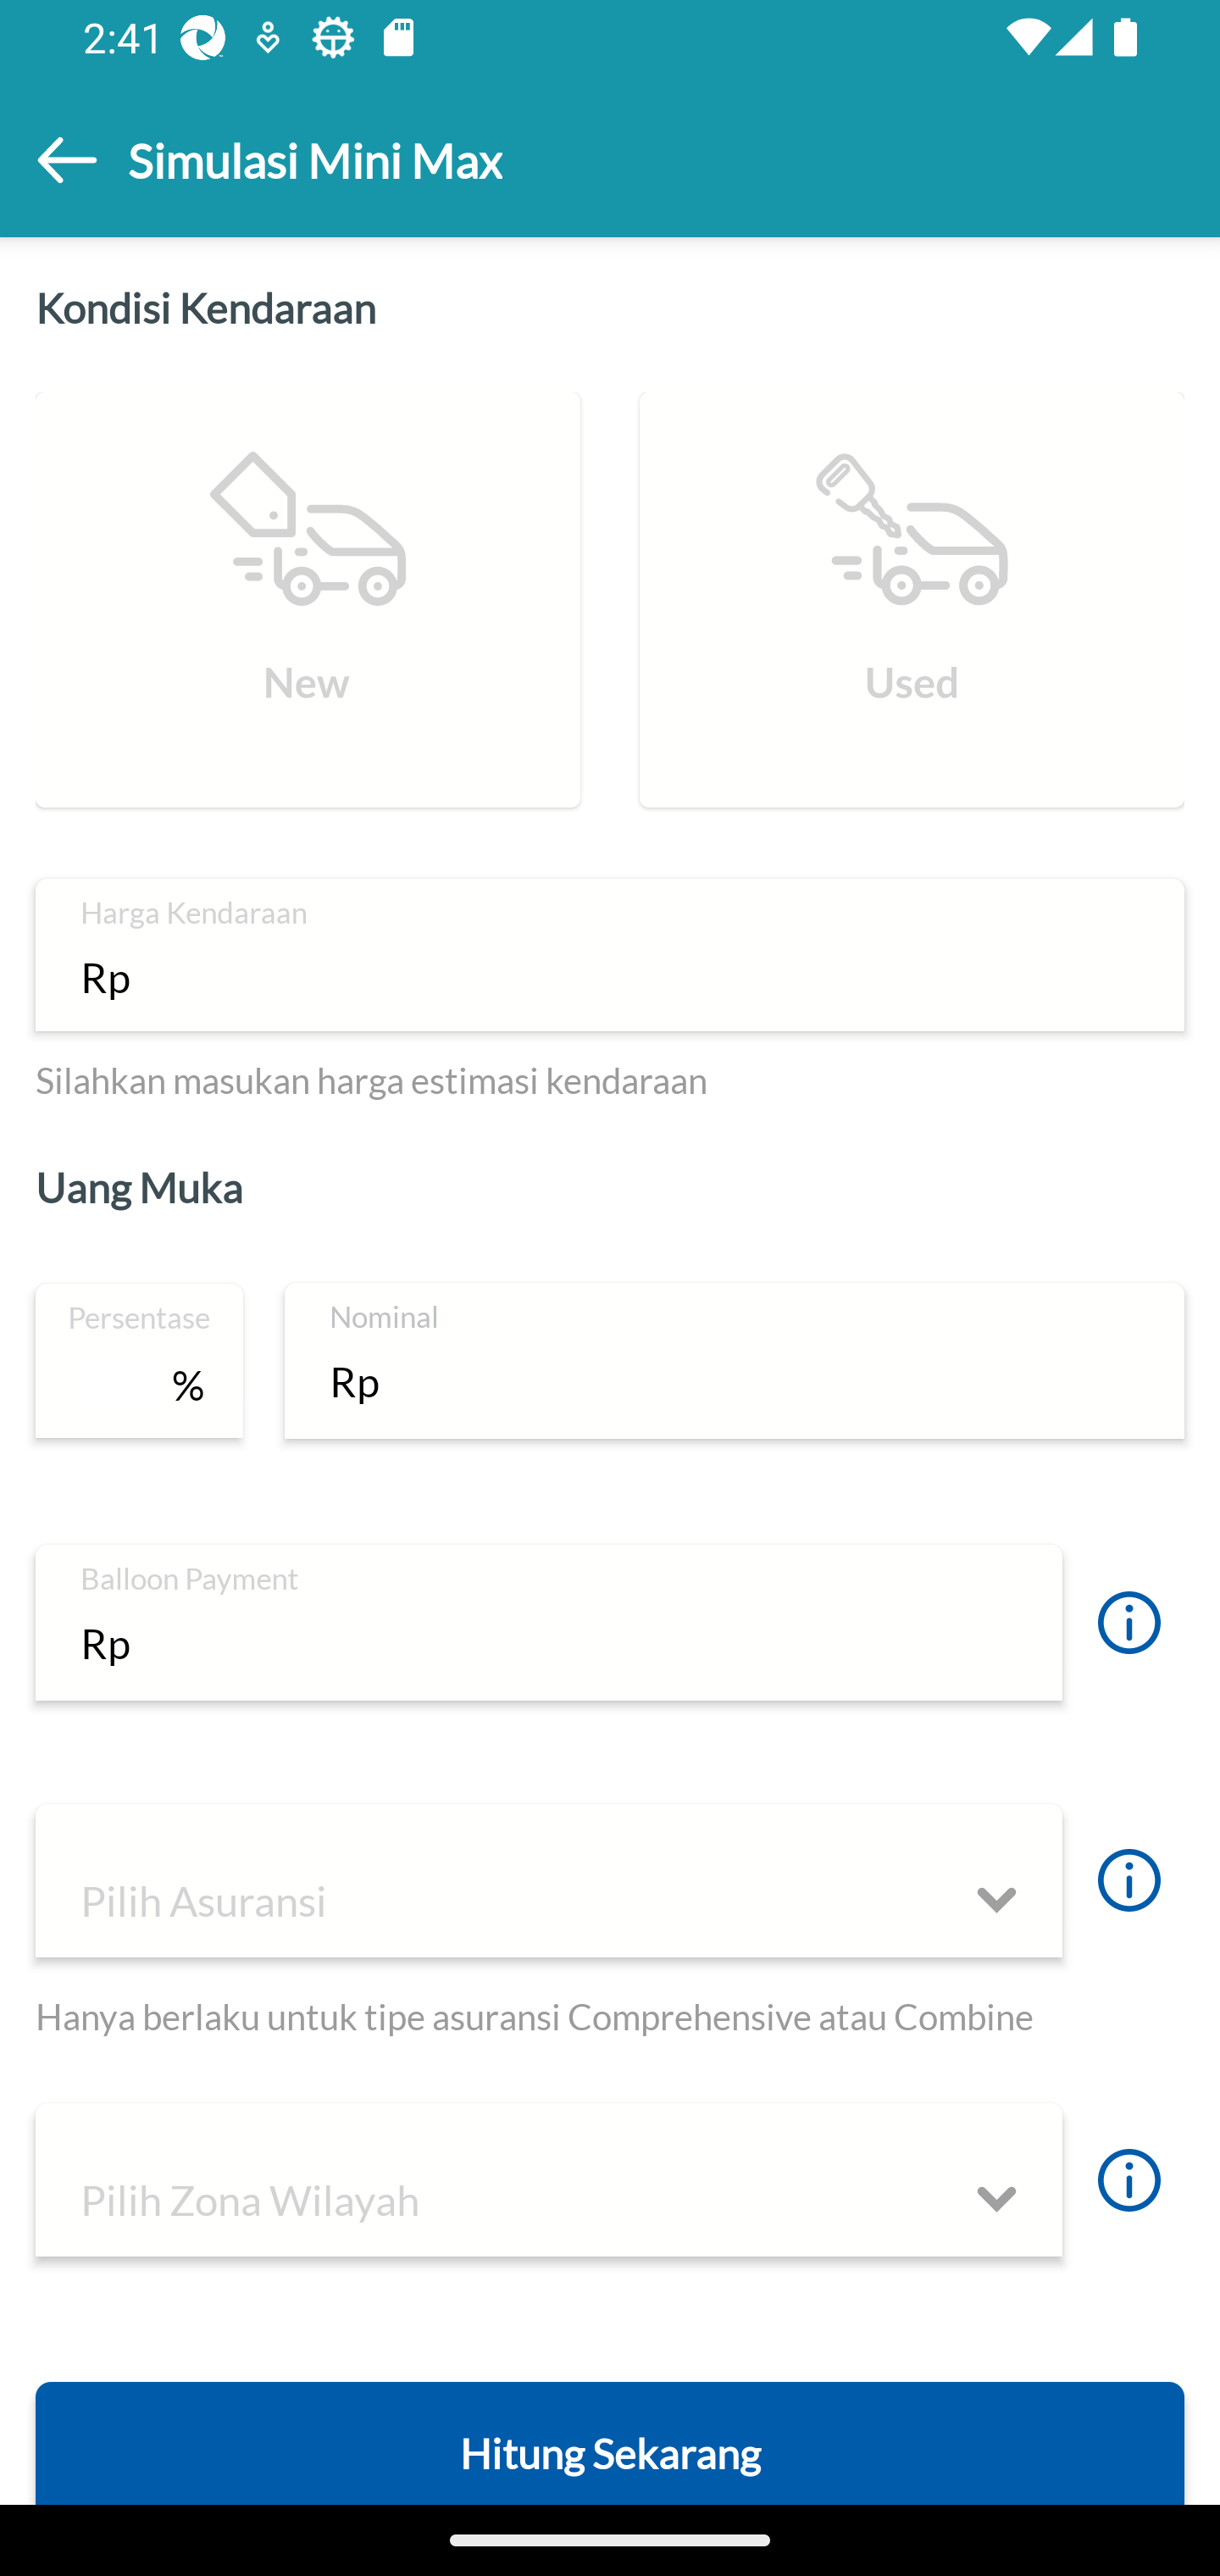 2:41
Simulasi Mini Max
Kondisi Kendaraan
New
Used
Harga Kendaraan
Rp
Silahkan masukan harga estimasi kendaraan
Uang Muka
Persentase
%
Nominal
Rp
Balloon Payment
Rp
Pilih Asuransi
Hanya berlaku untuk tipe asuransi Comprehensive atau Combine
Pilih Zona Wilayah
Hitung Sekarang